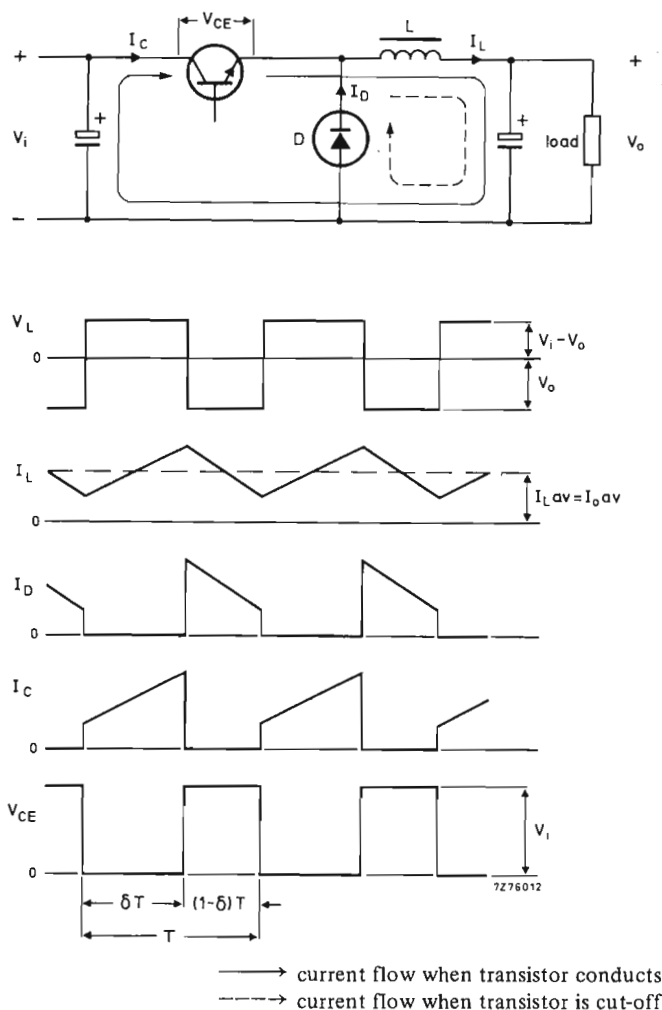 V_CE
I_C
L
I_L
+
+
+
+
I_D
V_i
D
load
V_o
−
V_L
0
V_i − V_o
V_o
I_L
I_L av = I_o av
0
I_D
0
I_C
0
V_CE
V_i
0
7Z76012
δT
(1-δ)T
T
current flow when transistor conducts
current flow when transistor is cut-off